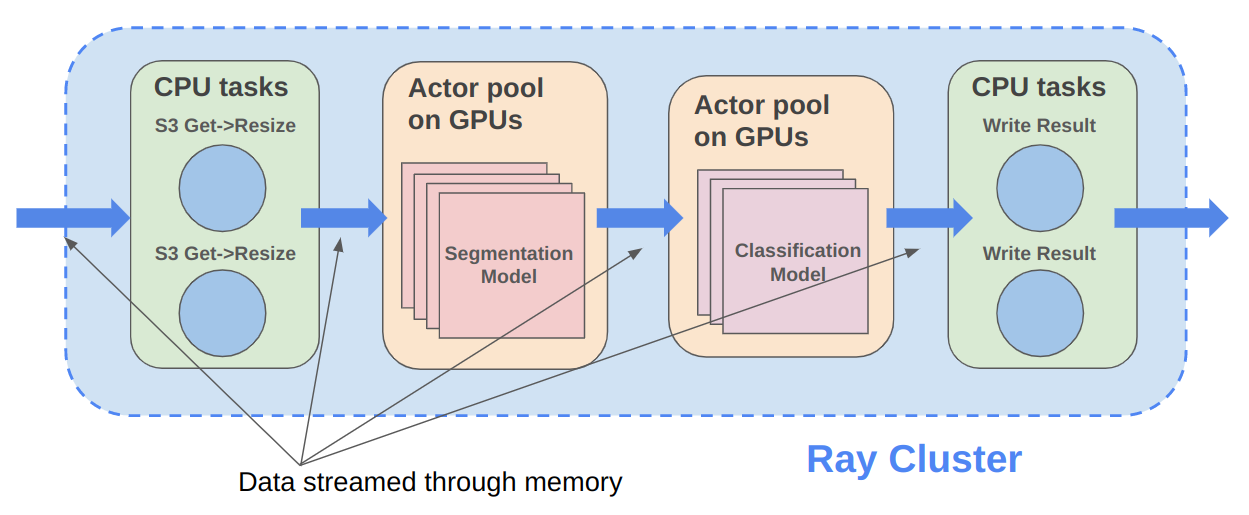 CPU tasks
S3 Get->Resize
S3 Get->Resize
Actor pool
on GPUs
Segmentation
Model
Actor pool
on GPUs
Classification
Model
CPU tasks
Write Result
Write Result
Ray Cluster
Data streamed through memory